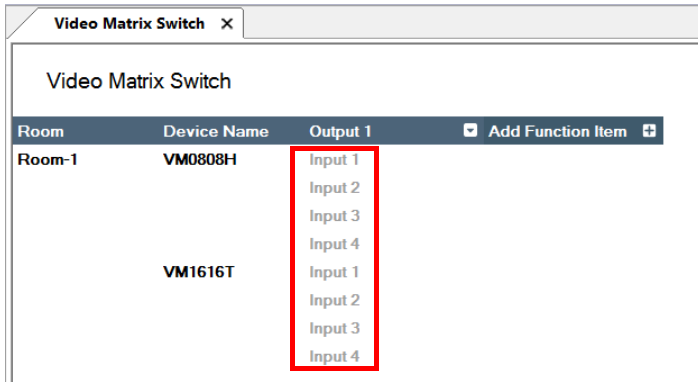 Video Matrix Switch
Video Matrix Switch
Room Device Name Output 1 Add Function Item
Room-1 VM0808H Input 1
Input 2
Input 3
Input 4
VM1616T Input 1
Input 2
Input 3
Input 4